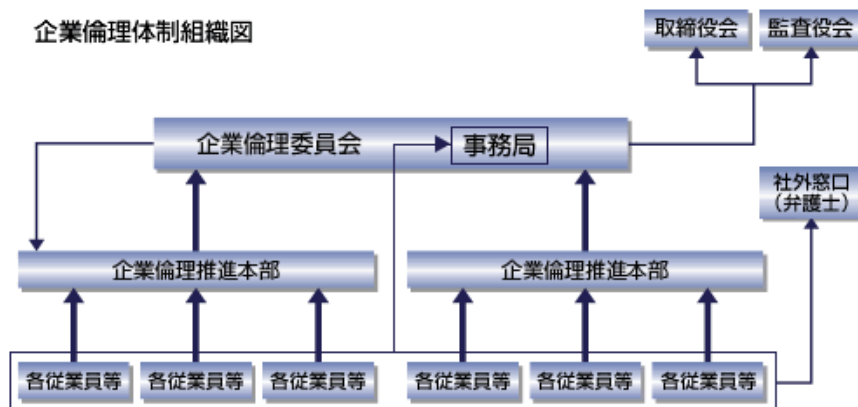 企業倫理体制組織図
取締役会
監査役会
企業倫理委員会
事務局
社外窓口
（弁護士）
企業倫理推進本部
企業倫理推進本部
各従業員等
各従業員等
各従業員等
各従業員等
各従業員等
各従業員等